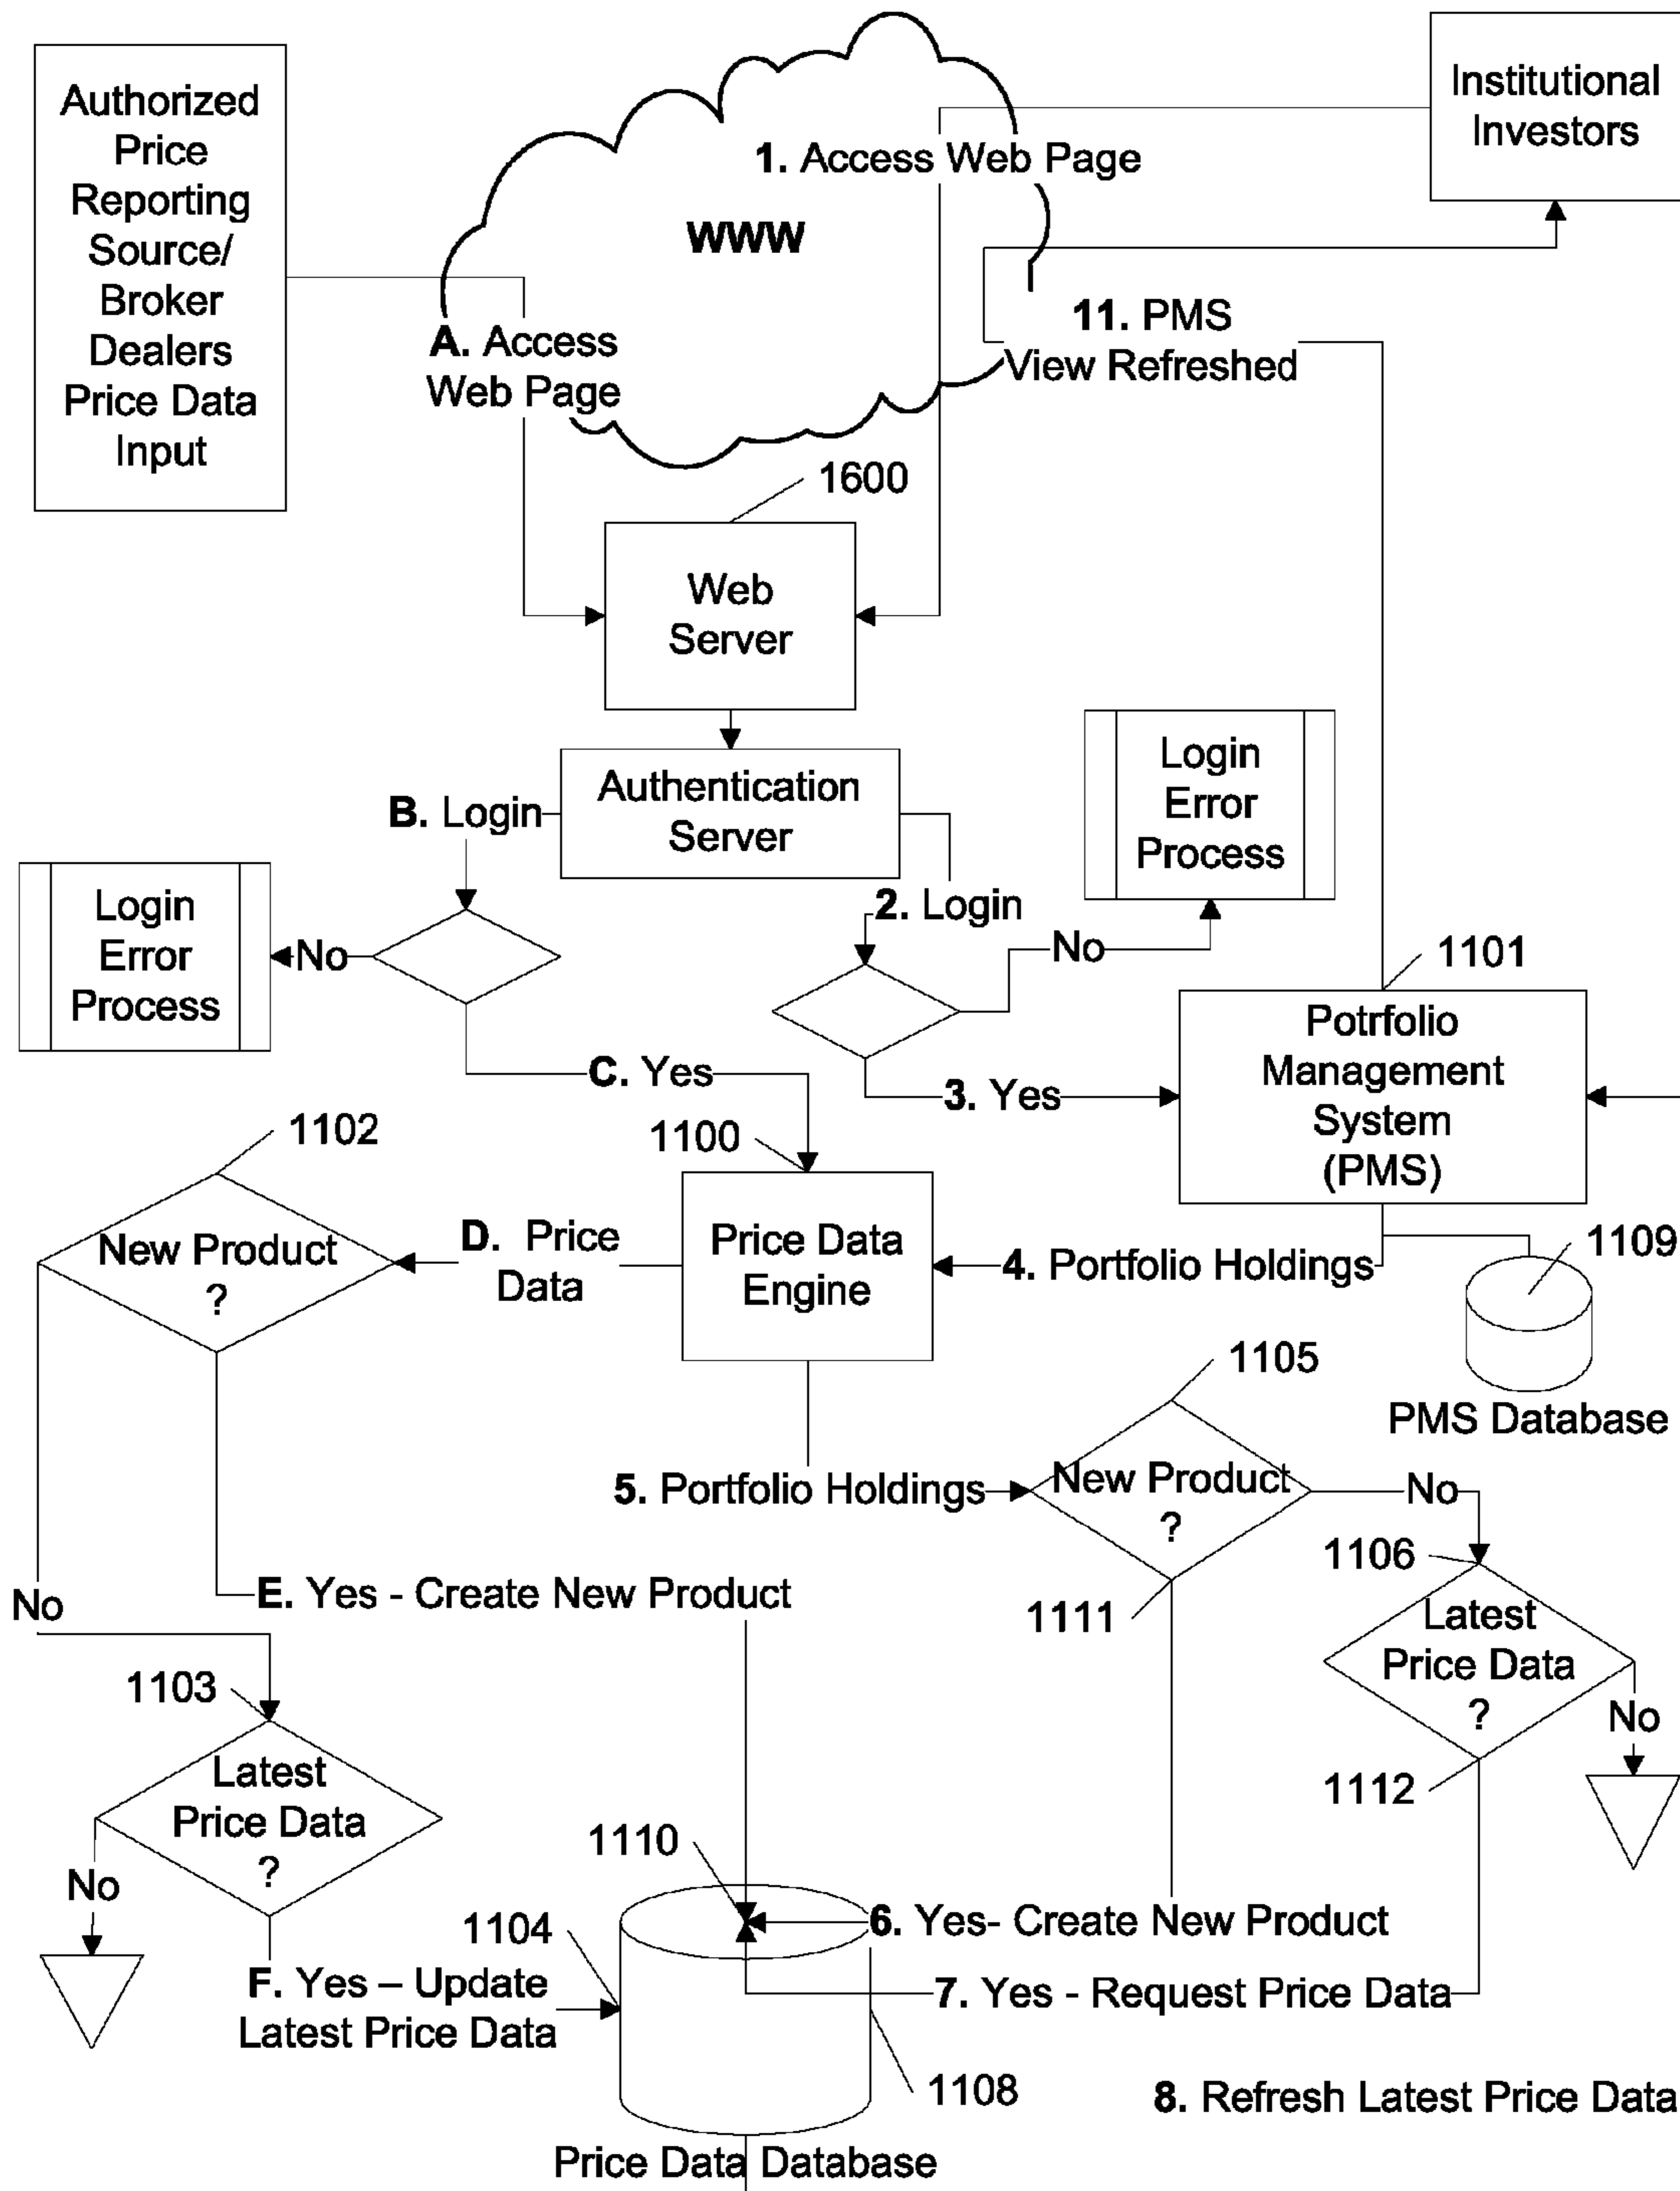 Authorized
Price
Reporting
Source/
Broker
Dealers
Price Data
Input
Institutional
Investors
1. Access Web Page
WWW
A. Access
Web Page
11. PMS
View Refreshed
1600
Web
Server
Authentication
Server
B. Login
2. Login
Login
Error
Process
Login
Error
Process
No
No
1101
Potrfolio
Management
System
(PMS)
C. Yes
3. Yes
1102
1100
New Product
?
D. Price
Data
Price Data
Engine
4. Portfolio Holdings
1109
PMS Database
1105
5. Portfolio Holdings
New Product
?
No
1106
1111
Latest
Price Data
?
No
1112
No
E. Yes - Create New Product
1103
Latest
Price Data
?
No
1110
1104
F. Yes – Update
Latest Price Data
6. Yes- Create New Product
7. Yes - Request Price Data
1108
8. Refresh Latest Price Data
Price Data Database